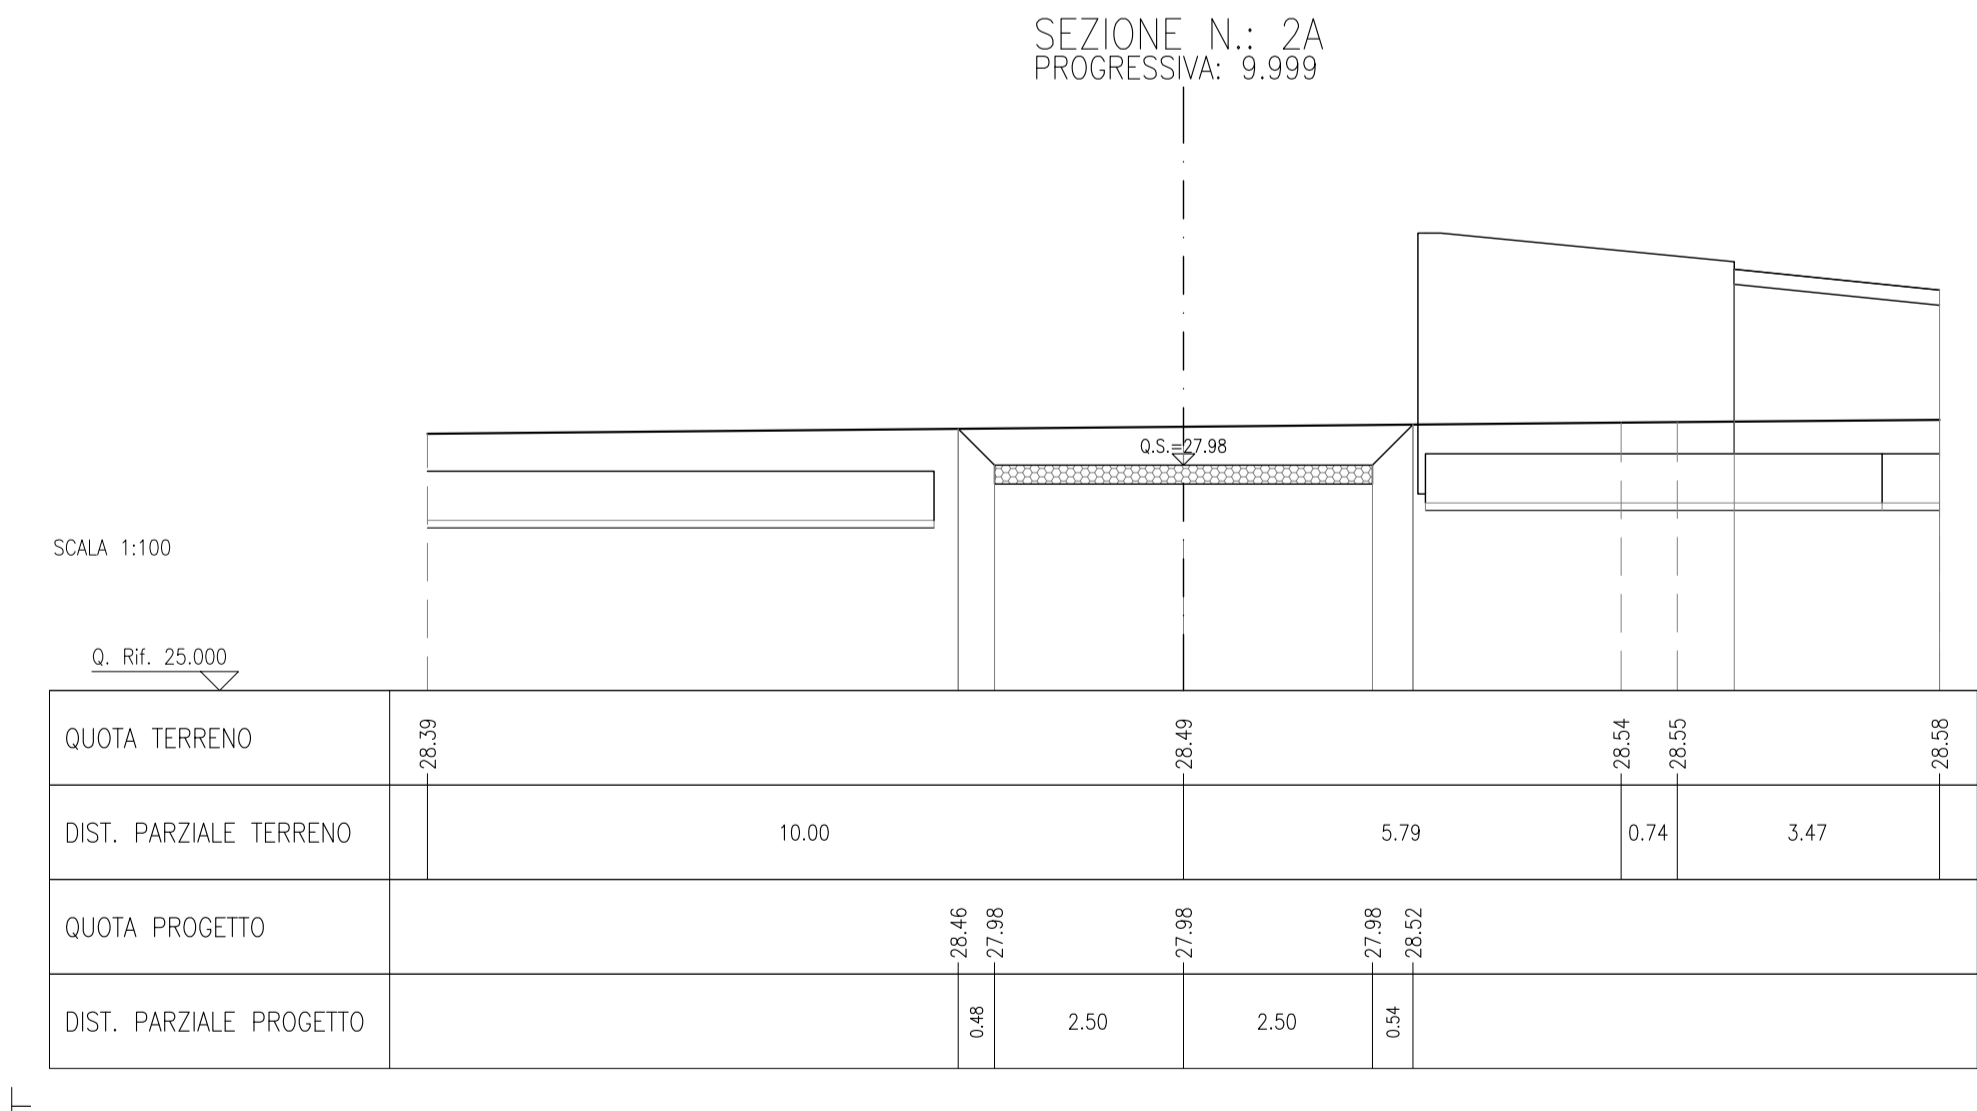 SEZIONE N.: 2A
PROGRESSIVA: 9.999
Q.S.=27.98
SCALA 1:100
Q. Rif. 25.000
QUOTA TERRENO 28.39 28.49 28.54 28.55 28.58
DIST. PARZIALE TERRENO 10.00 5.79 0.74 3.47
QUOTA PROGETTO 28.46 27.98 27.98 27.98 28.52
DIST. PARZIALE PROGETTO 0.48 2.50 2.50 0.54